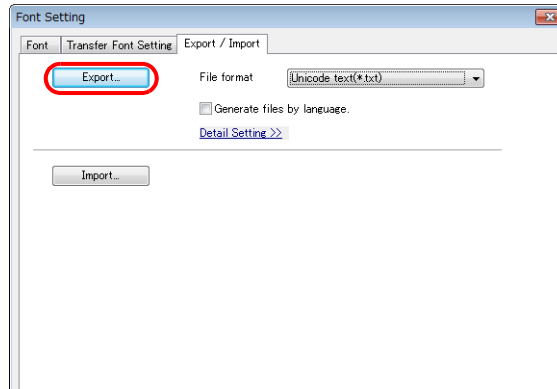 Font Setting
Font Transfer Font Setting Export / Import
Export... File format Unicode text(*.txt)
Generate files by language.
Detail Setting >>
Import...